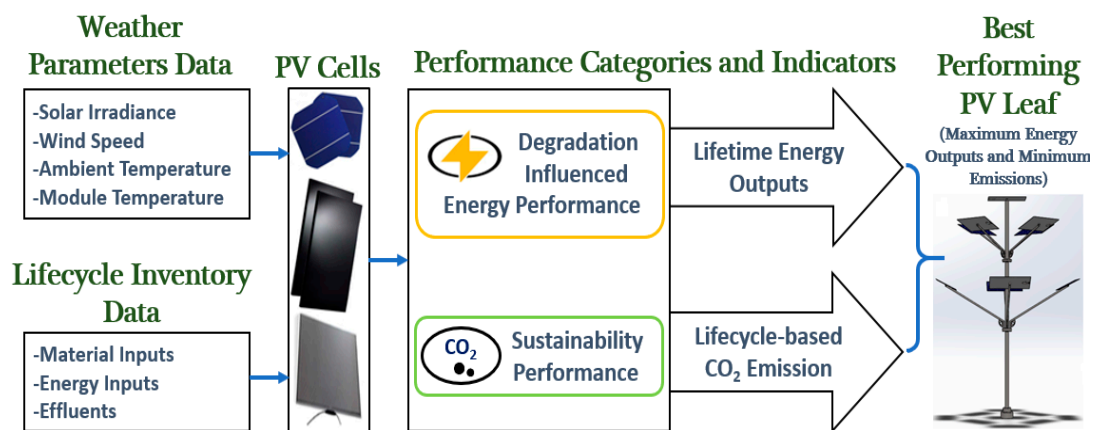 Weather
Parameters Data
-Solar Irradiance
-Wind Speed
-Ambient Temperature
-Module Temperature
Lifecycle Inventory
Data
-Material Inputs
-Energy Inputs
-Effluents
PV Cells
Performance Categories and Indicators
Degradation
Influenced
Energy Performance
CO₂
Sustainability
Performance
Lifetime Energy
Outputs
Lifecycle-based
CO₂ Emission
Best
Performing
PV Leaf
(Maximum Energy
Outputs and Minimum
Emissions)